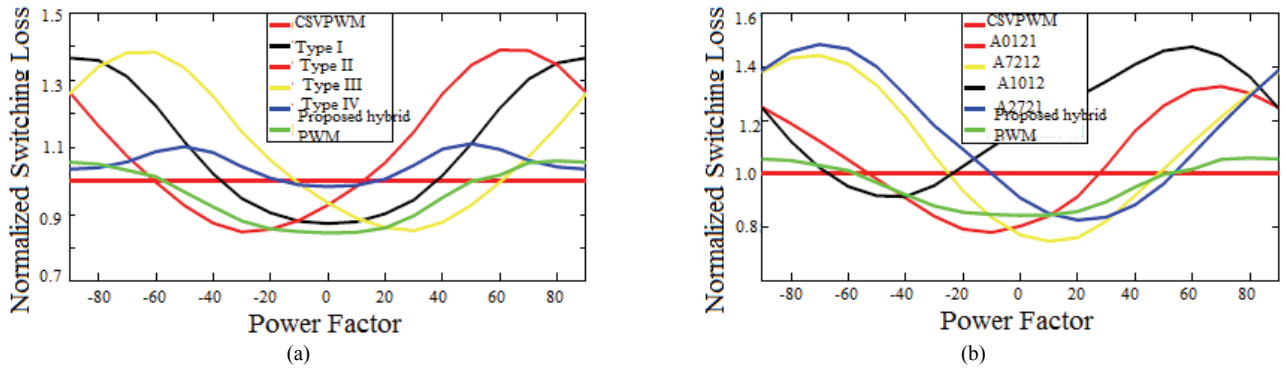 Normalized Switching Loss
1.5
1.3
1.1
1.0
0.9
0.7
CSVPWM
Type I
Type II
Type III
Type IV
Proposed hybrid
PWM
-80 -60 -40 -20 0 20 40 60 80
Power Factor
(a)
Normalized Switching Loss
1.6
1.4
1.2
1.0
0.8
CSVPWM
A0121
A7212
A1012
A2721
Proposed hybrid
PWM
-80 -60 -40 -20 0 20 40 60 80
Power Factor
(b)